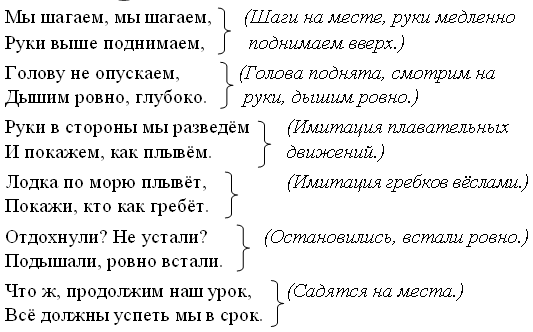 Мы шагаем, мы шагаем, (Шаги на месте, руки медленно
Руки выше поднимаем, поднимаем вверх.)
Голову не опускаем, (Голова поднята, смотрим на
Дышим ровно, глубоко. руки, дышим ровно.)
Руки в стороны мы разведём (Имитация плавательных
И покажем, как плывём. движений.)
Лодка по морю плывёт, (Имитация гребков вёслами.)
Покажи, кто как гребёт.
Отдохнули? Не устали? (Остановились, встали ровно.)
Подышали, ровно встали.
Что ж, продолжим наш урок, (Садятся на места.)
Всё должны успеть мы в срок.